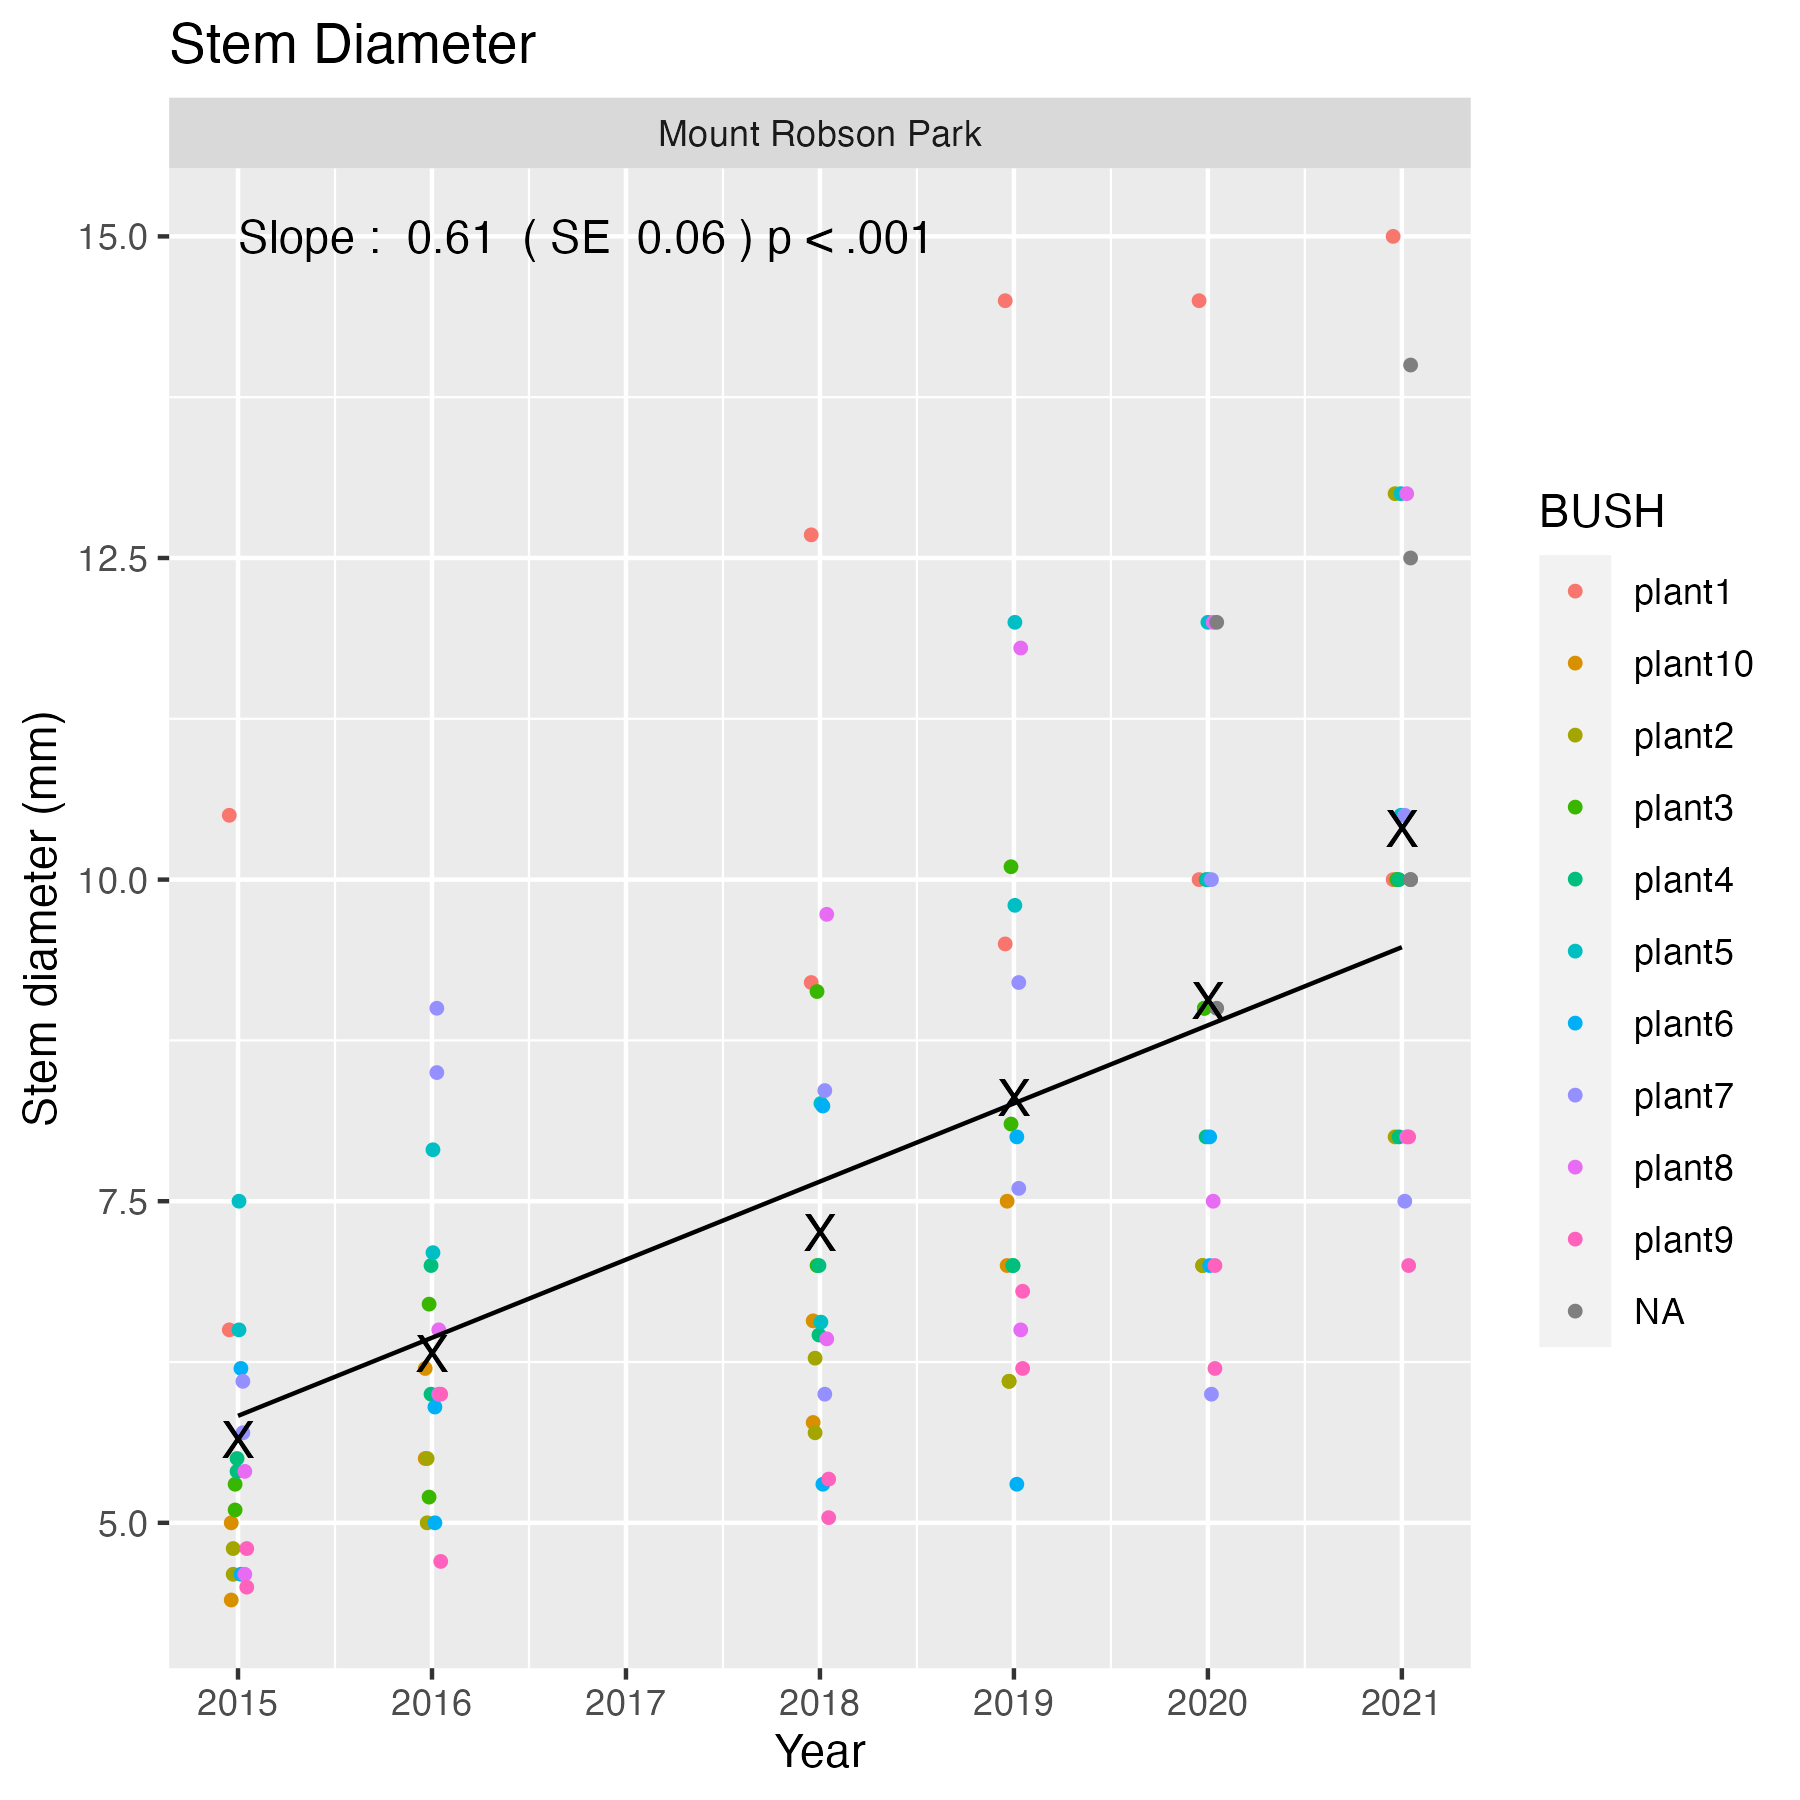 Stem Diameter
Mount Robson Park
Slope : 0.61 ( SE 0.06 ) p < .001
15.0
12.5
10.0
7.5
5.0
Stem diameter (mm)
X
X
X
X
X
X
2015 2016 2017 2018 2019 2020 2021
Year
BUSH
plant1
plant10
plant2
plant3
plant4
plant5
plant6
plant7
plant8
plant9
NA